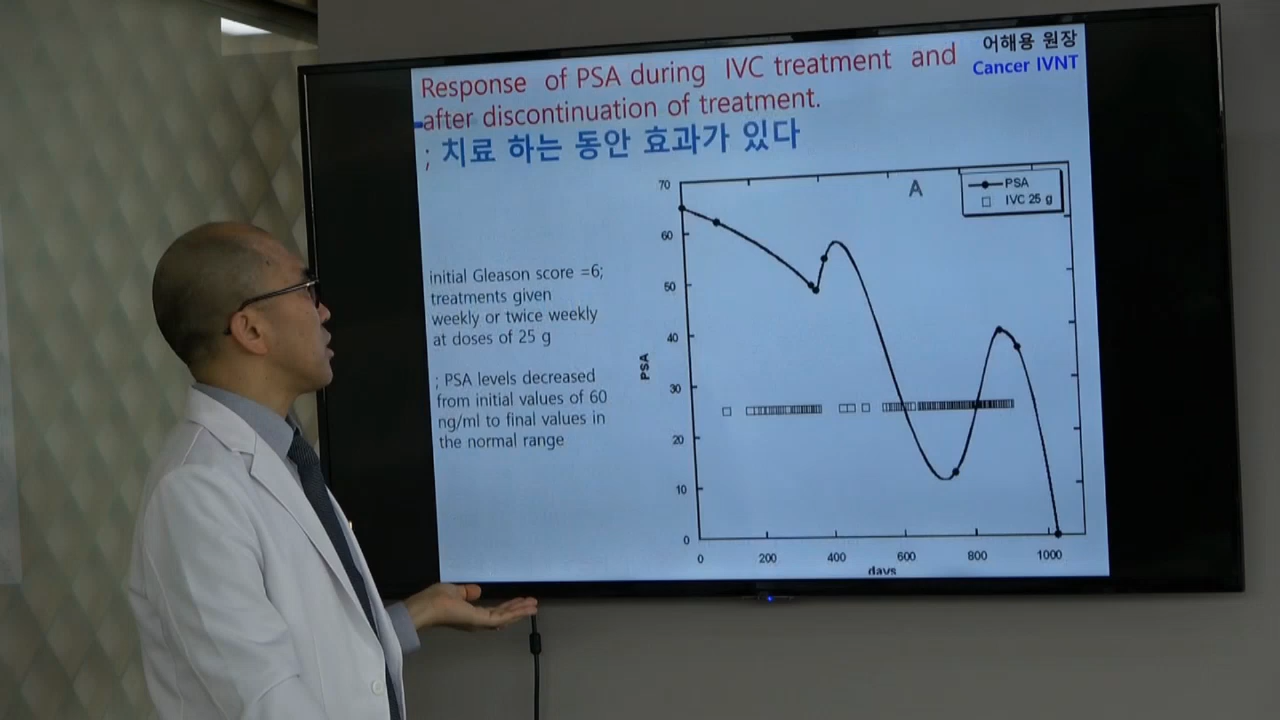 Response of PSA during IVC treatment and
after discontinuation of treatment.
; 치료 하는 동안 효과가 있다
어해용 원장
Cancer IVNT
initial Gleason score =6;
treatments given
weekly or twice weekly
at doses of 25 g
; PSA levels decreased
from initial values of 60
ng/ml to final values in
the normal range
A
PSA
IVC 25 g
70
60
50
40
30
20
10
0
PSA
0 200 400 600 800 1000
days